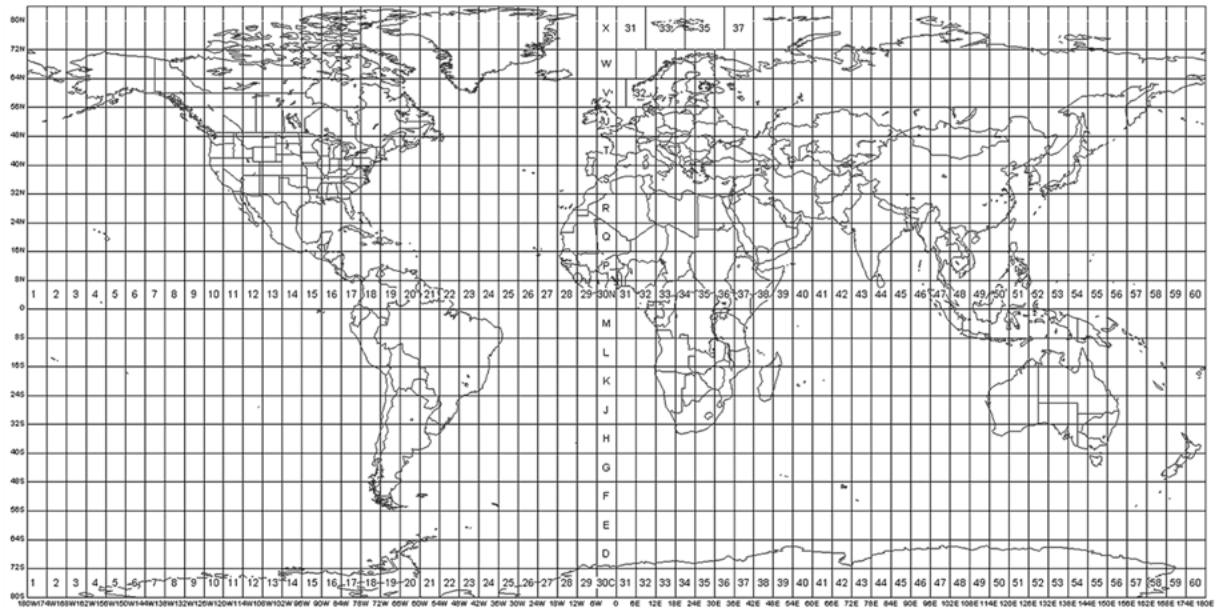 80N
X 31 33 35 37
72N
W
64N
V 32
56N
U
48N
T
40N
S
32N
R
24N
Q
16N
P
8N
1 2 3 4 5 6 7 8 9 10 11 12 13 14 15 16 17 18 19 20 21 22 23 24 25 26 27 28 29 30N 31 32 33 34 35 36 37 38 39 40 41 42 43 44 45 46 47 48 49 50 51 52 53 54 55 56 57 58 59 60
0
M
8S
L
16S
K
24S
J
32S
H
40S
G
48S
F
56S
E
64S
D
72S
1 2 3 4 5 6 7 8 9 10 11 12 13 14 15 16 17 18 19 20 21 22 23 24 25 26 27 28 29 30C 31 32 33 34 35 36 37 38 39 40 41 42 43 44 45 46 47 48 49 50 51 52 53 54 55 56 57 58 59 60
80S
180W 174W 168W 162W 156W 150W 144W 138W 132W 126W 120W 114W 108W 102W 96W 90W 84W 78W 72W 66W 60W 54W 48W 42W 36W 30W 24W 18W 12W 6W 0 6E 12E 18E 24E 30E 36E 42E 48E 54E 60E 66E 72E 78E 84E 90E 96E 102E 108E 114E 120E 126E 132E 138E 144E 150E 156E 162E 168E 174E 180E